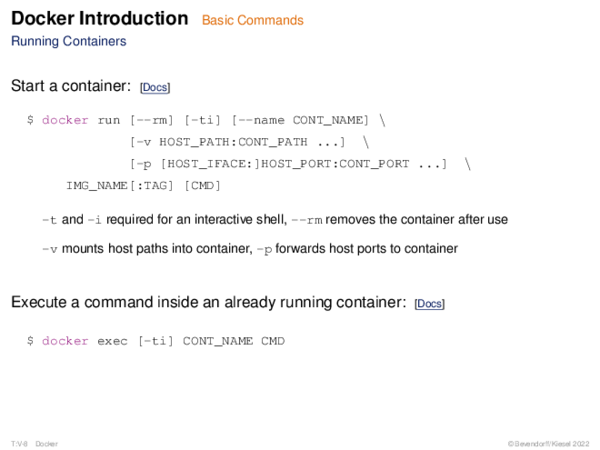 Docker Introduction Basic Commands
Running Containers
Start a container: [Docs]
$ docker run [--rm] [-ti] [--name CONT_NAME] \
[-v HOST_PATH:CONT_PATH ...] \
[-p [HOST_IFACE:]HOST_PORT:CONT_PORT ...] \
IMG_NAME[:TAG] [CMD]
-t and -i required for an interactive shell, --rm removes the container after use
-v mounts host paths into container, -p forwards host ports to container
Execute a command inside an already running container: [Docs]
$ docker exec [-ti] CONT_NAME CMD
T:V-8 Docker © Bevendorff/Kiesel 2022